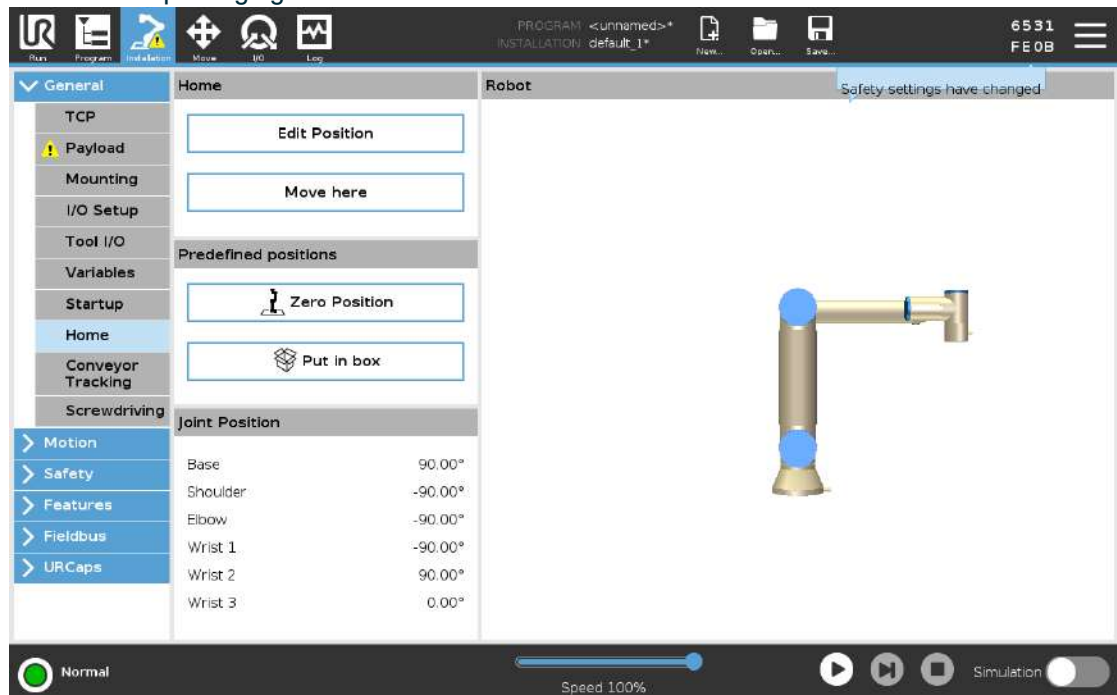 PROGRAM <unnamed>*
INSTALLATION default_1*
UR
Run
Program
Installation
Move
I/O
Log
New...
Open...
Save...
6531
FE0B
Safety settings have changed
General
TCP
Payload
Mounting
I/O Setup
Tool I/O
Variables
Startup
Home
Conveyor
Tracking
Screwdriving
Motion
Safety
Features
Fieldbus
URCaps
Home
Edit Position
Move here
Predefined positions
Zero Position
Put in box
Joint Position
Base 90.00°
Shoulder -90.00°
Elbow -90.00°
Wrist 1 -90.00°
Wrist 2 90.00°
Wrist 3 0.00°
Robot
Normal
Speed 100%
Simulation